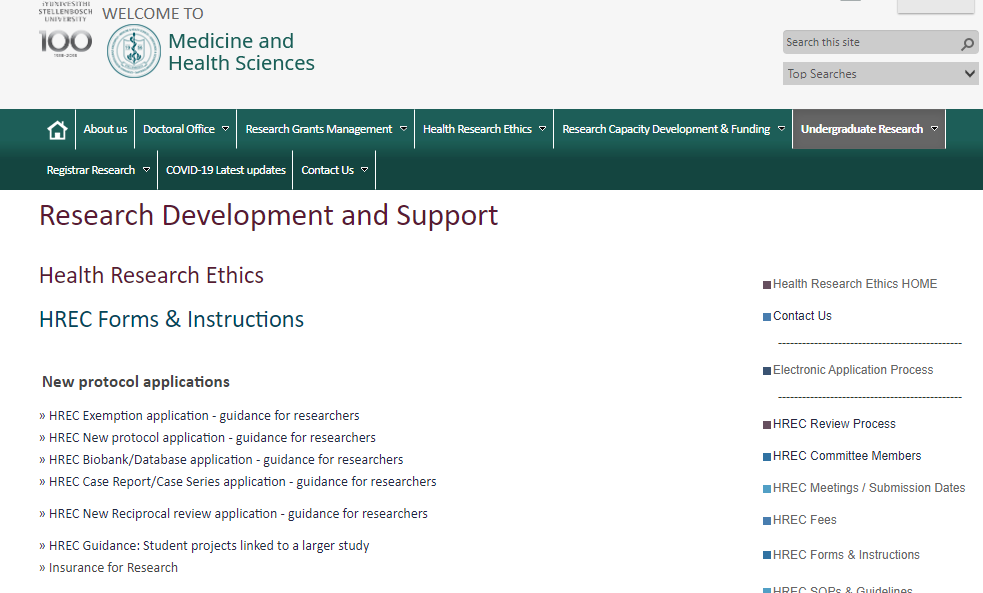 iYUNIVESITHI
STELLENBOSCH
UNIVERSITY
100
1918 · 2018
WELCOME TO
Medicine and
Health Sciences
Search this site
Top Searches
About us
Doctoral Office
Research Grants Management
Health Research Ethics
Research Capacity Development & Funding
Undergraduate Research
Registrar Research
COVID-19 Latest updates
Contact Us
Research Development and Support
Health Research Ethics
HREC Forms & Instructions
New protocol applications
» HREC Exemption application - guidance for researchers
» HREC New protocol application - guidance for researchers
» HREC Biobank/Database application - guidance for researchers
» HREC Case Report/Case Series application - guidance for researchers
» HREC New Reciprocal review application - guidance for researchers
» HREC Guidance: Student projects linked to a larger study
» Insurance for Research
Health Research Ethics HOME
Contact Us
----------------------------------------------
Electronic Application Process
----------------------------------------------
HREC Review Process
HREC Committee Members
HREC Meetings / Submission Dates
HREC Fees
HREC Forms & Instructions
HREC SOPs & Guidelines